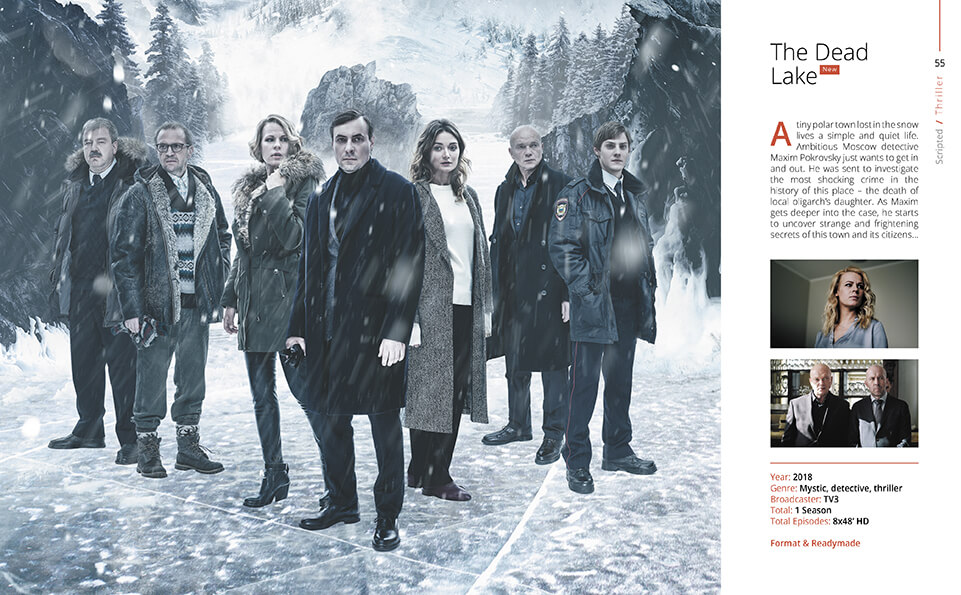 The Dead
Lake New
A tiny polar town lost in the snow
lives a simple and quiet life.
Ambitious Moscow detective
Maxim Pokrovsky just wants to get in
and out. He was sent to investigate
the most shocking crime in the
history of this place – the death of
local oligarch's daughter. As Maxim
gets deeper into the case, he starts
to uncover strange and frightening
secrets of this town and its citizens...
Year: 2018
Genre: Mystic, detective, thriller
Broadcaster: TV3
Total: 1 Season
Total Episodes: 8x48' HD
Format & Readymade
55
Scripted / Thriller